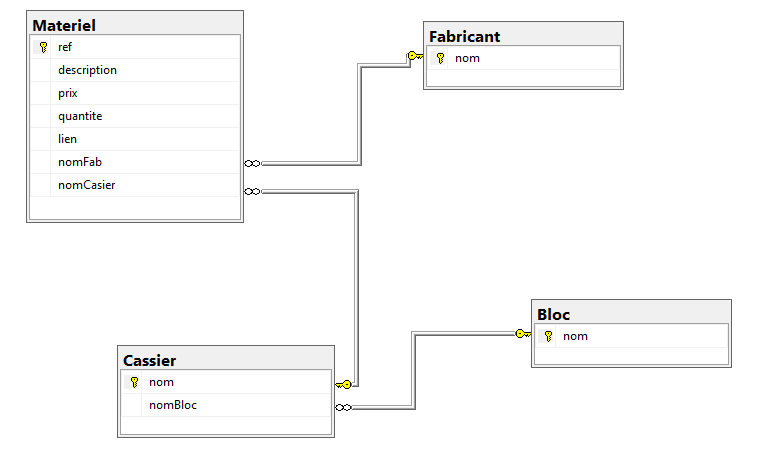 Materiel
ref
description
prix
quantite
lien
nomFab
nomCasier
Fabricant
nom
Bloc
nom
Cassier
nom
nomBloc